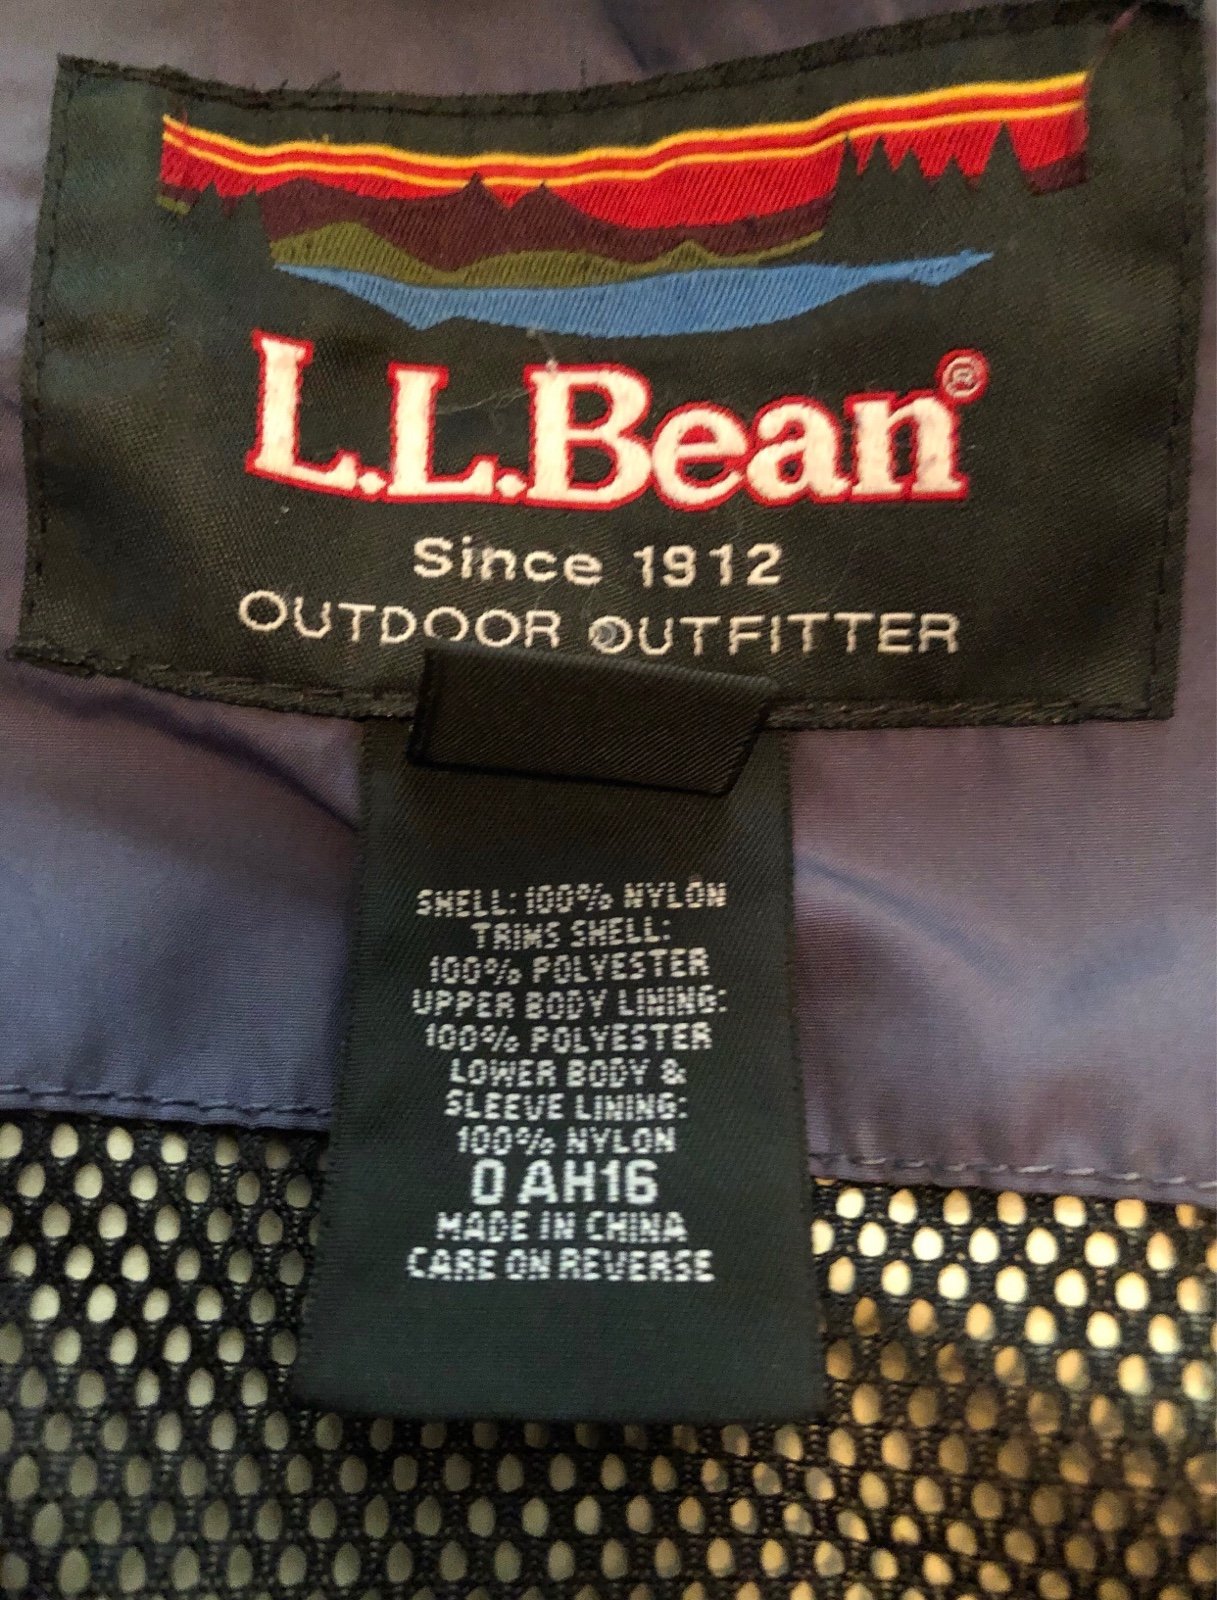 L.L.Bean®
Since 1912
OUTDOOR OUTFITTER
SHELL: 100% NYLON
TRIMS SHELL:
100% POLYESTER
UPPER BODY LINING:
100% POLYESTER
LOWER BODY &
SLEEVE LINING:
100% NYLON
0 AH16
MADE IN CHINA
CARE ON REVERSE